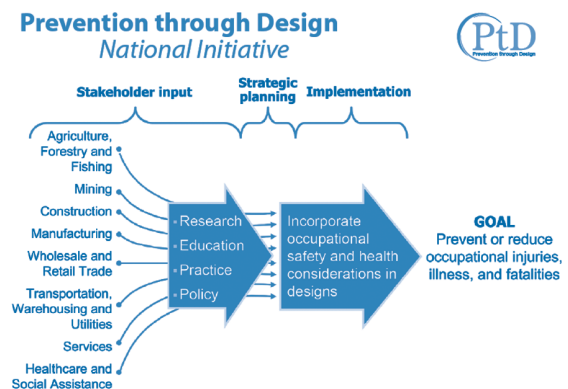 Prevention through Design
National Initiative
PtD
Prevention through Design
Stakeholder input
Strategic
planning
Implementation
Agriculture,
Forestry and
Fishing
Mining
Construction
Manufacturing
Wholesale and
Retail Trade
Transportation,
Warehousing and
Utilities
Services
Healthcare and
Social Assistance
▪ Research
▪ Education
▪ Practice
▪ Policy
Incorporate
occupational
safety and health
considerations in
designs
GOAL
Prevent or reduce
occupational injuries,
illness, and fatalities